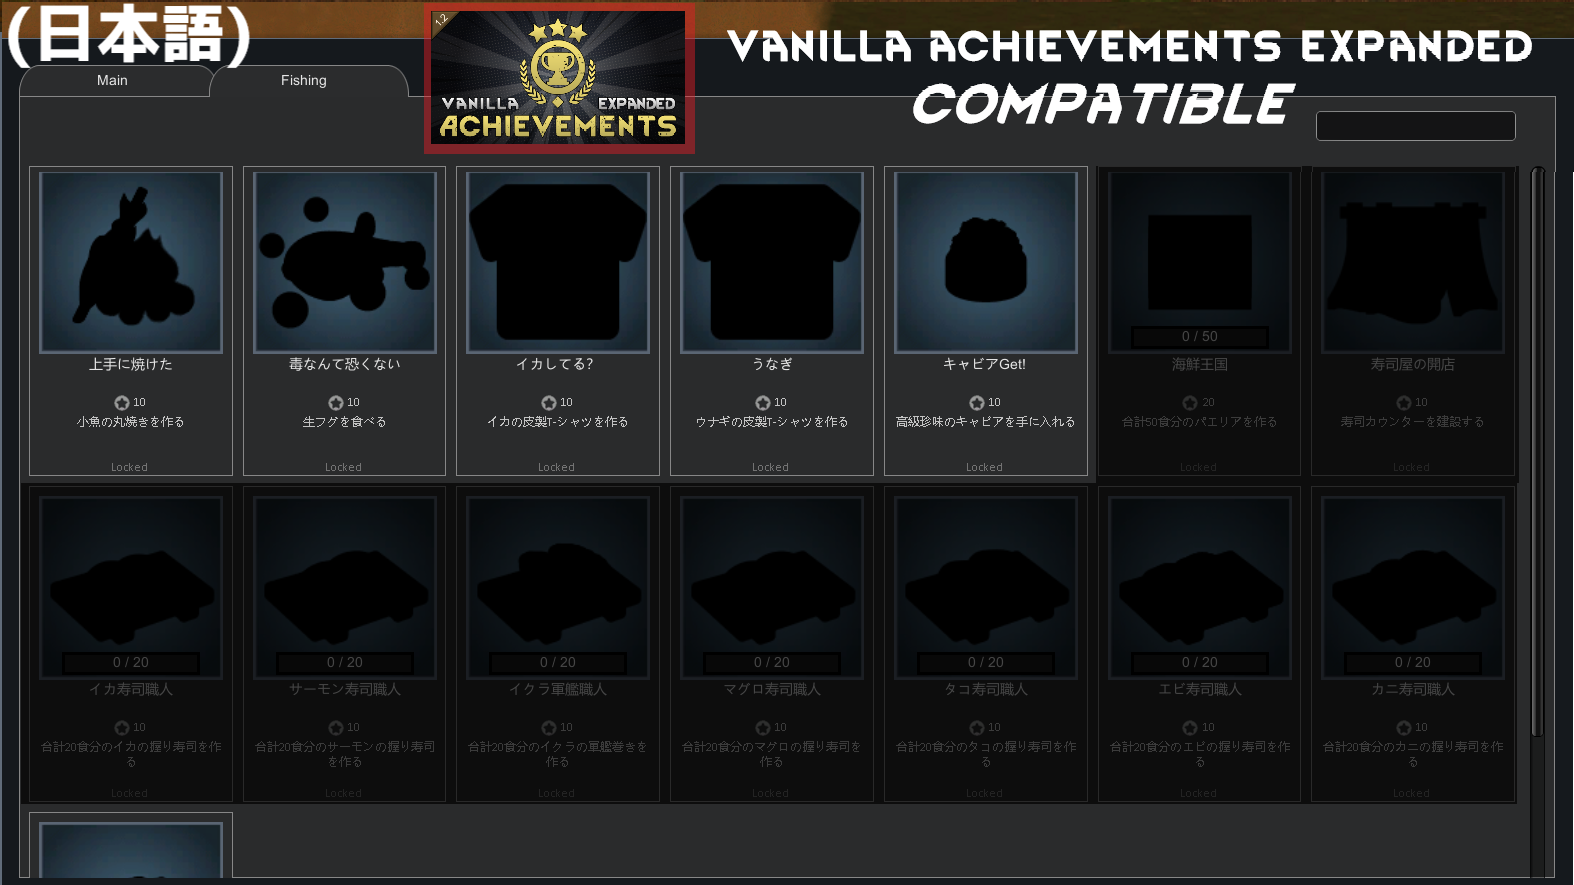 (日本語)
VANILLA ACHIEVEMENTS EXPANDED
COMPATIBLE
1.2
VANILLA EXPANDED
ACHIEVEMENTS
Main
Fishing
上手に焼けた
10
小魚の丸焼きを作る
Locked
毒なんて恐くない
10
生フグを食べる
Locked
イカしてる?
10
イカの皮製T-シャツを作る
Locked
うなぎ
10
ウナギの皮製T-シャツを作る
Locked
キャビアGet!
10
高級珍味のキャビアを手に入れる
Locked
0 / 50
海鮮王国
20
合計50食分のパエリアを作る
Locked
寿司屋の開店
10
寿司カウンターを建設する
Locked
0 / 20
イカ寿司職人
10
合計20食分のイカの握り寿司を作
る
Locked
0 / 20
サーモン寿司職人
10
合計20食分のサーモンの握り寿司
を作る
Locked
0 / 20
イクラ軍艦職人
10
合計20食分のイクラの軍艦巻きを
作る
Locked
0 / 20
マグロ寿司職人
10
合計20食分のマグロの握り寿司を
作る
Locked
0 / 20
タコ寿司職人
10
合計20食分のタコの握り寿司を作
る
Locked
0 / 20
エビ寿司職人
10
合計20食分のエビの握り寿司を作
る
Locked
0 / 20
カニ寿司職人
10
合計20食分のカニの握り寿司を作
る
Locked